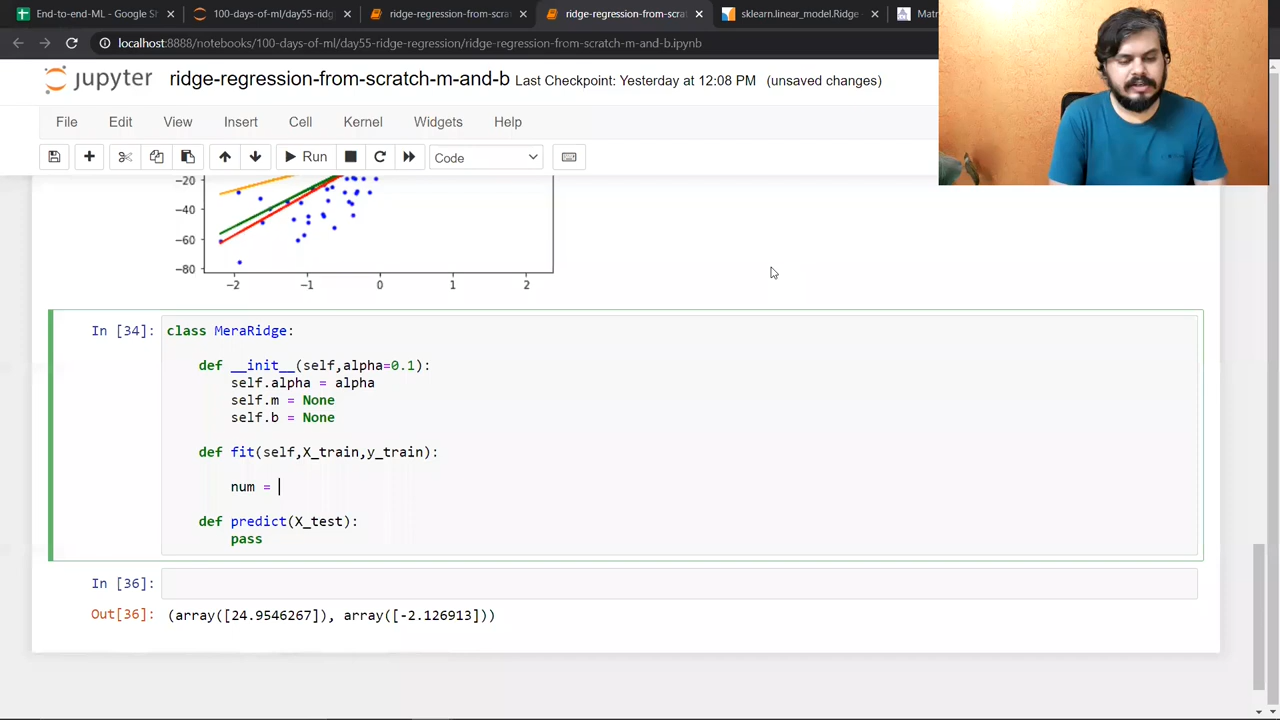 End-to-end-ML - Google Sh
100-days-of-ml/day55-ridg
ridge-regression-from-scra
ridge-regression-from-scra
sklearn.linear_model.Ridge
Matr
localhost:8888/notebooks/100-days-of-ml/day55-ridge-regression/ridge-regression-from-scratch-m-and-b.ipynb
jupyter ridge-regression-from-scratch-m-and-b Last Checkpoint: Yesterday at 12:08 PM (unsaved changes)
File Edit View Insert Cell Kernel Widgets Help
Run Code
−20
−40
−60
−80
−2 −1 0 1 2
In [34]: class MeraRidge:
def __init__(self,alpha=0.1):
self.alpha = alpha
self.m = None
self.b = None
def fit(self,X_train,y_train):
num =
def predict(X_test):
pass
In [36]:
Out[36]: (array([24.9546267]), array([-2.126913]))